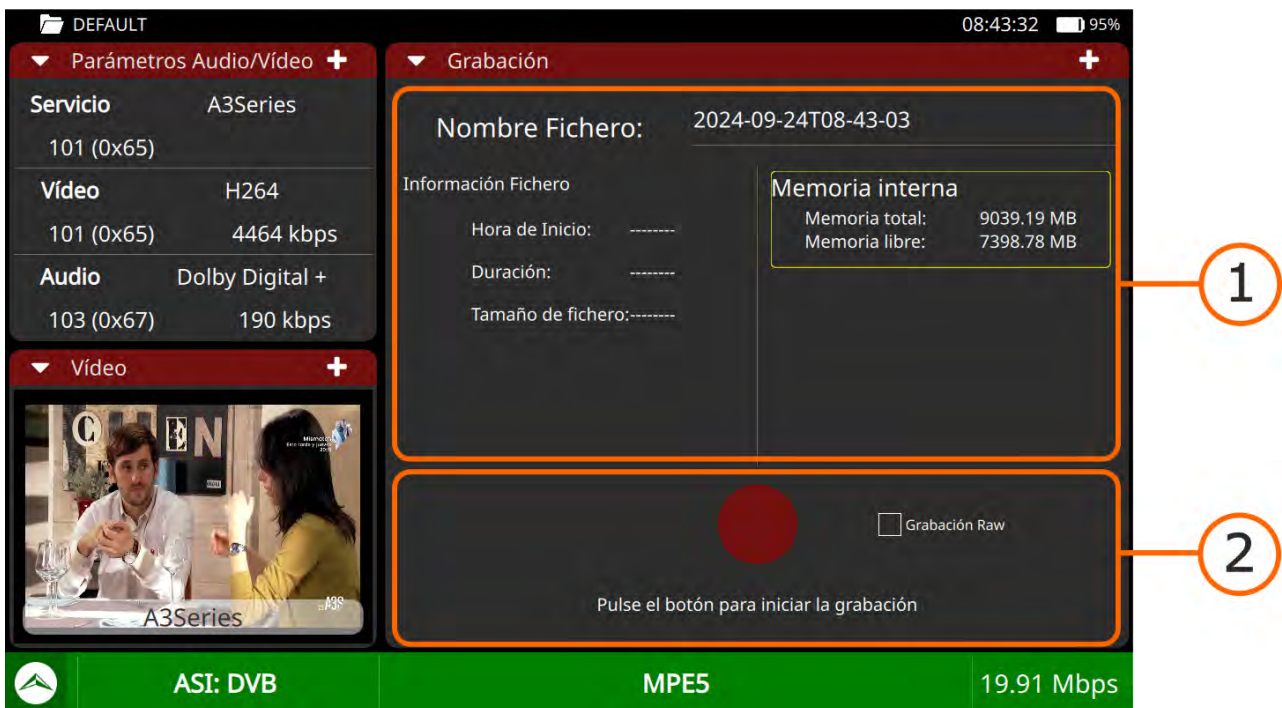 DEFAULT
08:43:32
95%
Parámetros Audio/Vídeo
Servicio A3Series
101 (0x65)
Vídeo H264
101 (0x65) 4464 kbps
Audio Dolby Digital +
103 (0x67) 190 kbps
Vídeo
A3Series
Grabación
Nombre Fichero: 2024-09-24T08-43-03
Información Fichero
Hora de Inicio: --------
Duración: --------
Tamaño de fichero:--------
Memoria interna
Memoria total: 9039.19 MB
Memoria libre: 7398.78 MB
1
Grabación Raw
Pulse el botón para iniciar la grabación
2
ASI: DVB
MPE5
19.91 Mbps